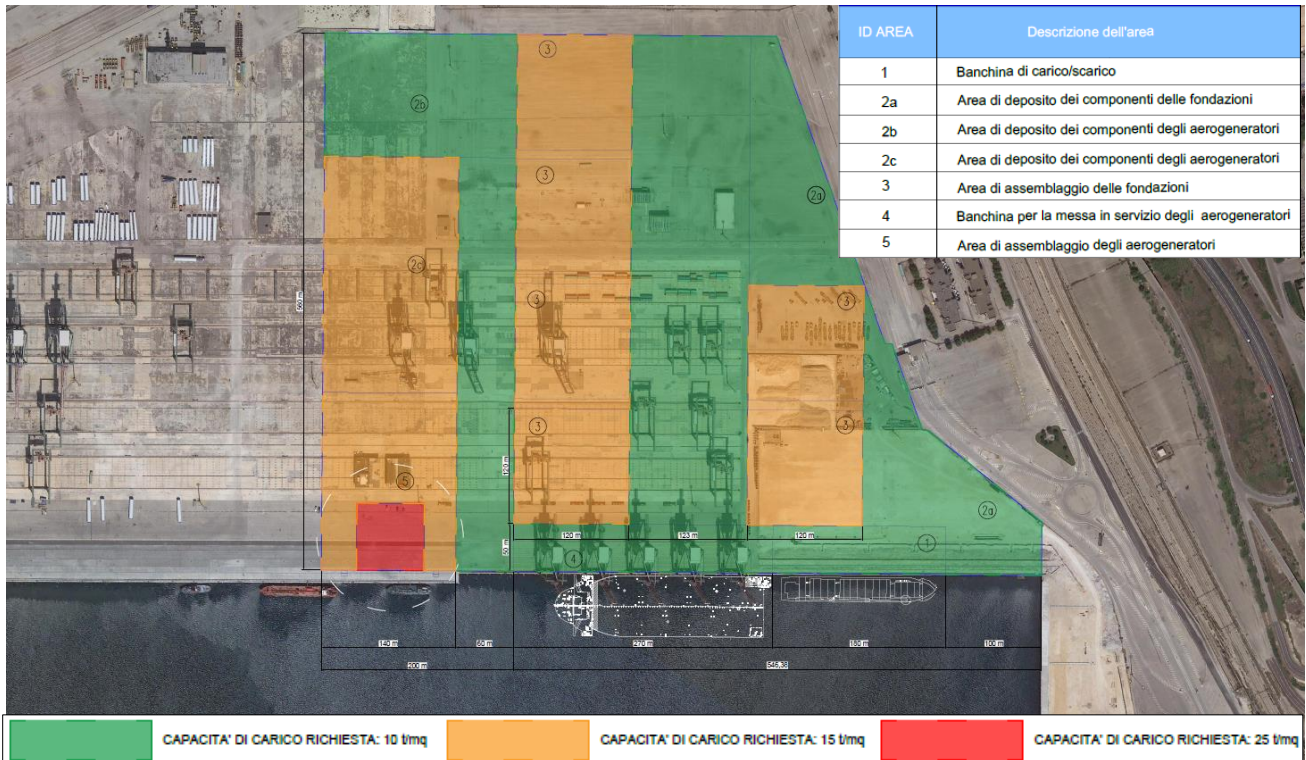 ID AREA Descrizione dell'area
1 Banchina di carico/scarico
2a Area di deposito dei componenti delle fondazioni
2b Area di deposito dei componenti degli aerogeneratori
2c Area di deposito dei componenti degli aerogeneratori
3 Area di assemblaggio delle fondazioni
4 Banchina per la messa in servizio degli aerogeneratori
5 Area di assemblaggio degli aerogeneratori
3
2b
3
2a
2c
3
3
560 m
3
3
120 m
5
2a
120 m
123 m
120 m
50 m
4
1
140 m
60 m
270 m
180 m
100 m
200 m
546,38
CAPACITA' DI CARICO RICHIESTA: 10 t/mq
CAPACITA' DI CARICO RICHIESTA: 15 t/mq
CAPACITA' DI CARICO RICHIESTA: 25 t/mq